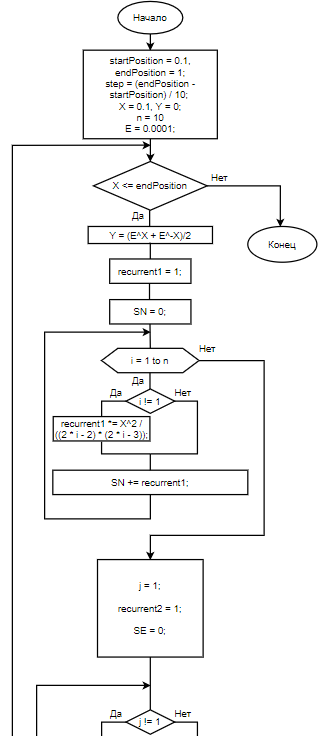 Начало
startPosition = 0.1,
endPosition = 1;
step = (endPosition -
startPosition) / 10;
X = 0.1, Y = 0;
n = 10
E = 0.0001;
X <= endPosition
Нет
Да
Конец
Y = (E^X + E^-X)/2
recurrent1 = 1;
SN = 0;
i = 1 to n
Нет
Да
Да
i != 1
Нет
recurrent1 *= X^2 /
((2 * i - 2) * (2 * i - 3));
SN += recurrent1;
j = 1;
recurrent2 = 1;
SE = 0;
Да
j != 1
Нет